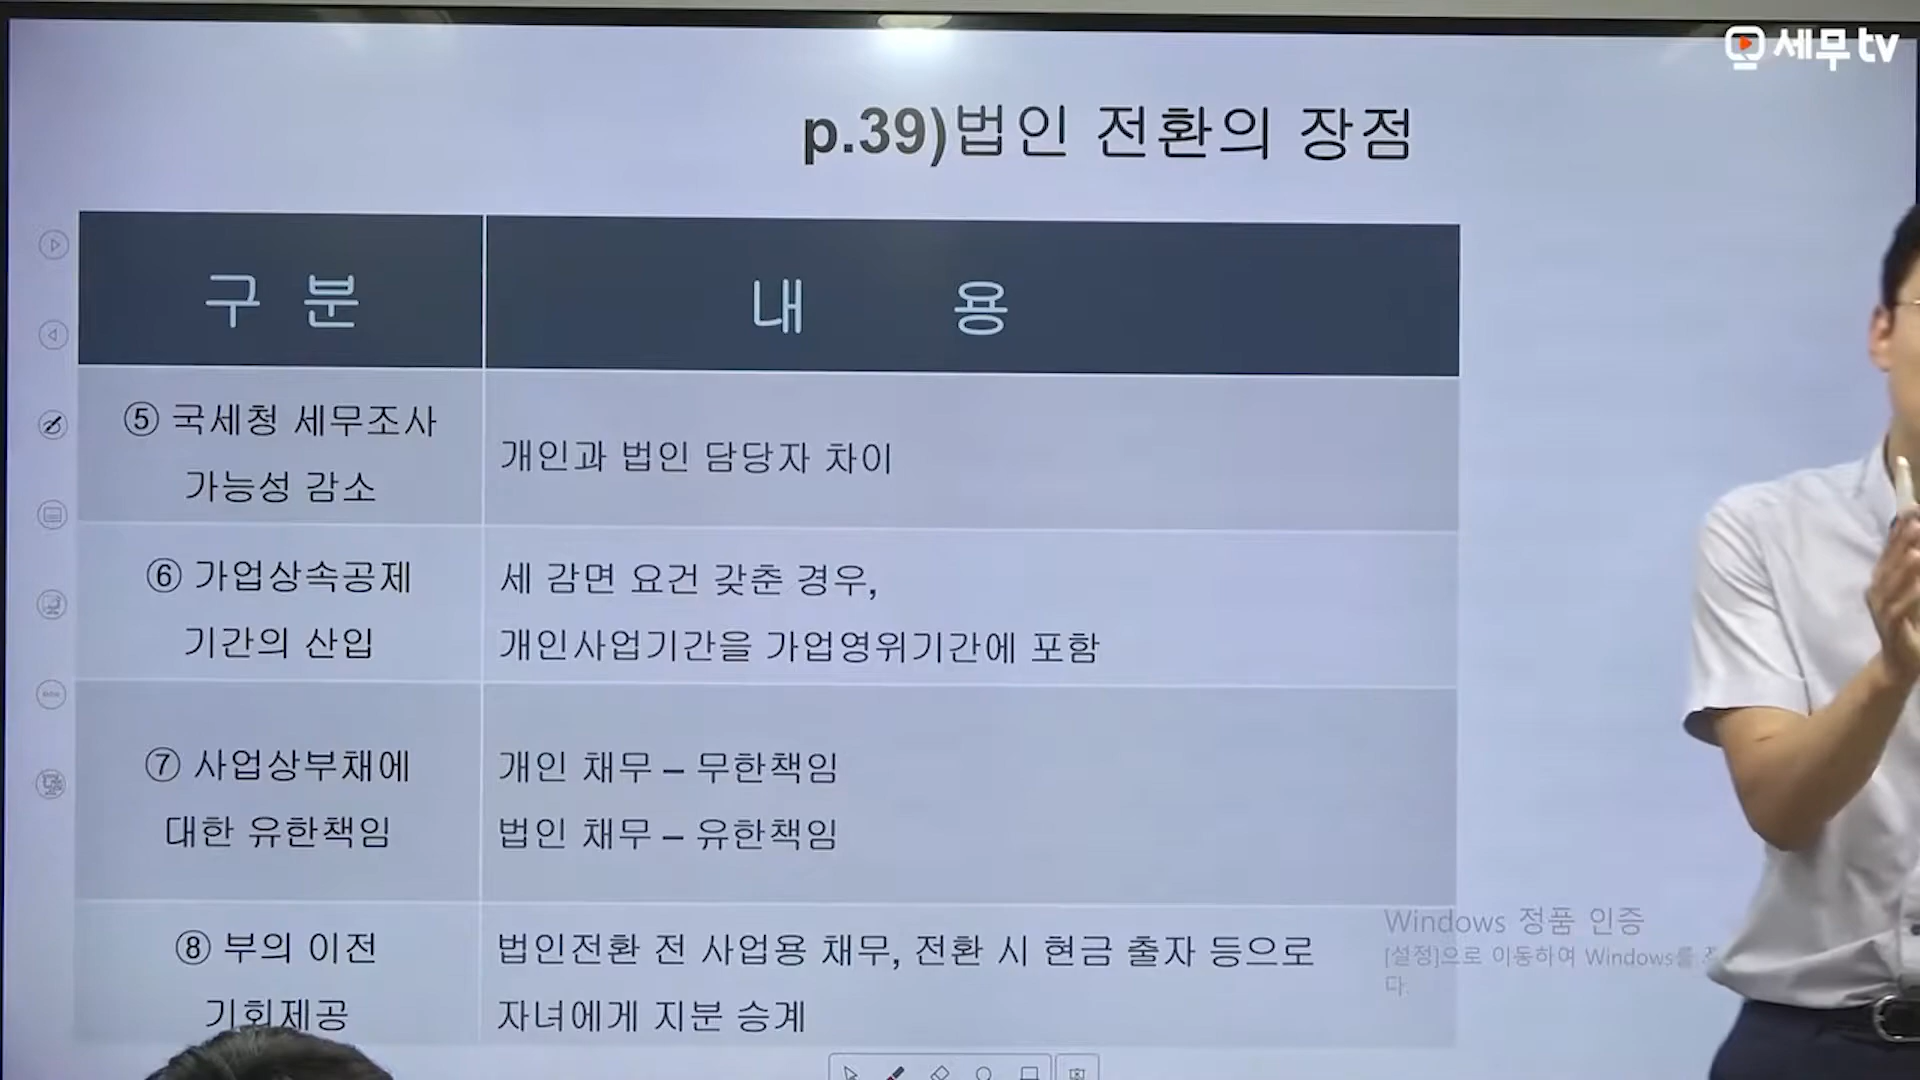 세무tv
p.39)법인 전환의 장점
구 분
내 용
⑤ 국세청 세무조사
가능성 감소
개인과 법인 담당자 차이
⑥ 가업상속공제
기간의 산입
세 감면 요건 갖춘 경우,
개인사업기간을 가업영위기간에 포함
⑦ 사업상부채에
대한 유한책임
개인 채무 – 무한책임
법인 채무 – 유한책임
⑧ 부의 이전
기회제공
법인전환 전 사업용 채무, 전환 시 현금 출자 등으로
자녀에게 지분 승계
Windows 정품 인증
[설정]으로 이동하여 Windows를
다.